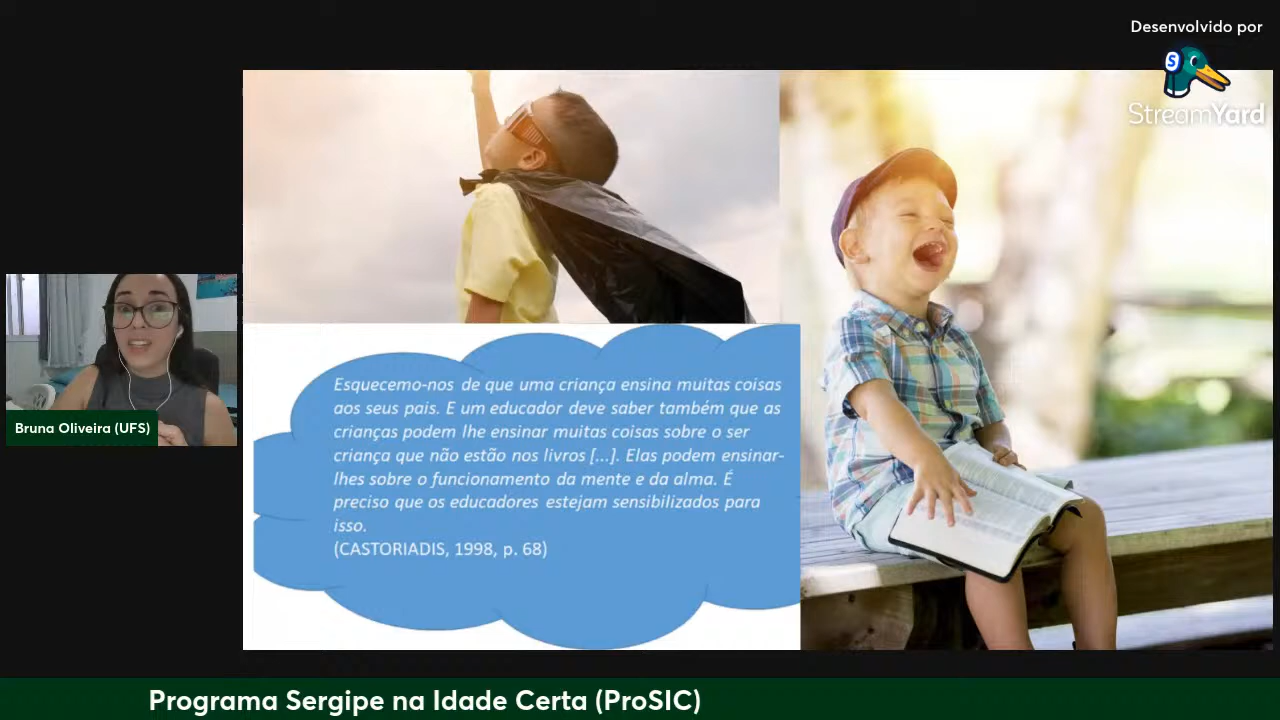 Desenvolvido por
StreamYard
Esquecemo-nos de que uma criança ensina muitas coisas
aos seus pais. E um educador deve saber também que as
crianças podem lhe ensinar muitas coisas sobre o ser
criança que não estão nos livros [...]. Elas podem ensinar-
lhes sobre o funcionamento da mente e da alma. É
preciso que os educadores estejam sensibilizados para
isso.
(CASTORIADIS, 1998, p. 68)
Bruna Oliveira (UFS)
Programa Sergipe na Idade Certa (ProSIC)